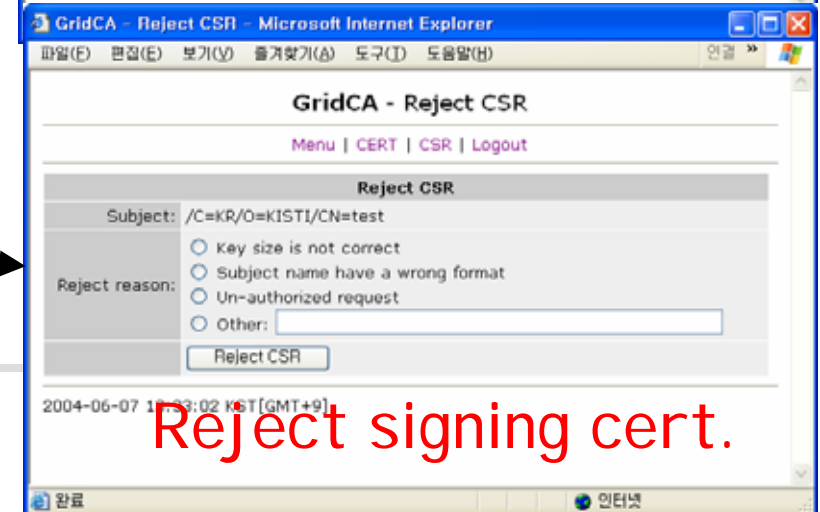 GridCA - Reject CSR - Microsoft Internet Explorer
파일(F) 편집(E) 보기(V) 즐겨찾기(A) 도구(T) 도움말(H) 연결 »
GridCA - Reject CSR
Menu | CERT | CSR | Logout
Reject CSR
Subject: /C=KR/O=KISTI/CN=test
Reject reason:
Key size is not correct
Subject name have a wrong format
Un-authorized request
Other:
Reject CSR
2004-06-07 KST[GMT+9]
Reject signing cert.
완료 인터넷